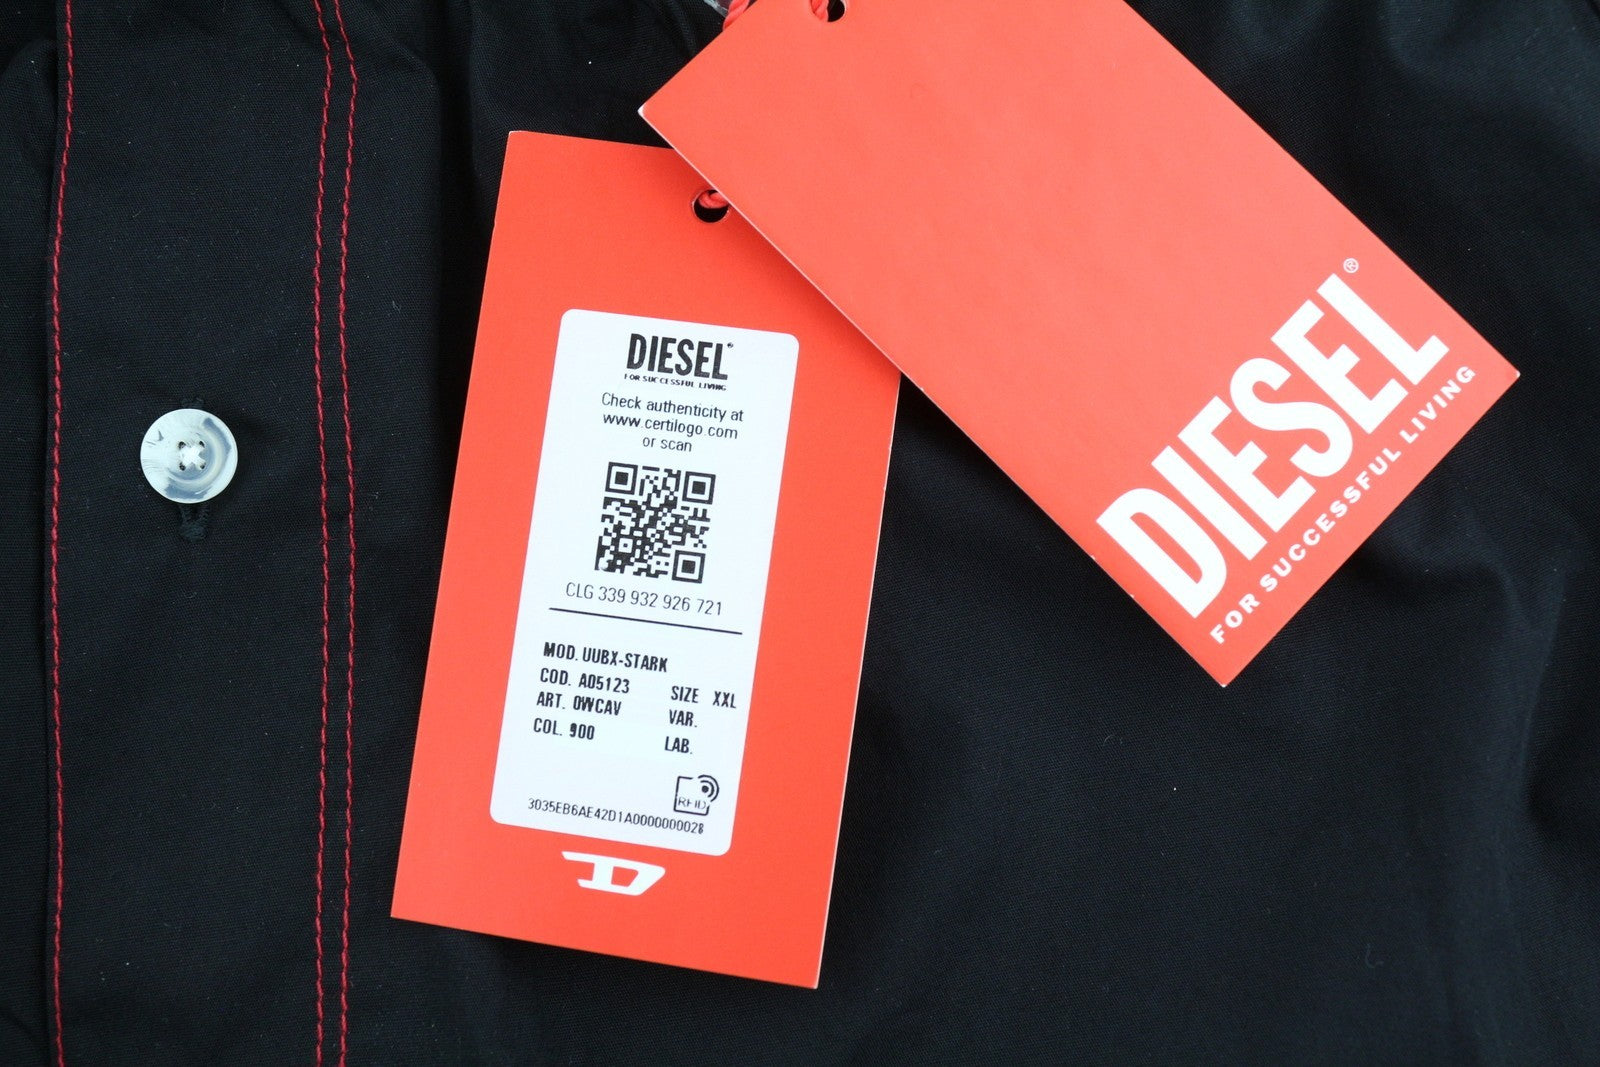 DIESEL®
FOR SUCCESSFUL LIVING
Check authenticity at
www.certilogo.com
or scan
CLG 339 932 926 721
MOD. UUBX-STARK
COD. A05123
SIZE XXL
ART. 0WCAV
VAR.
COL. 900
LAB.
RFID
3035EB6AE42D1A0000000028
D
DIESEL®
FOR SUCCESSFUL LIVING